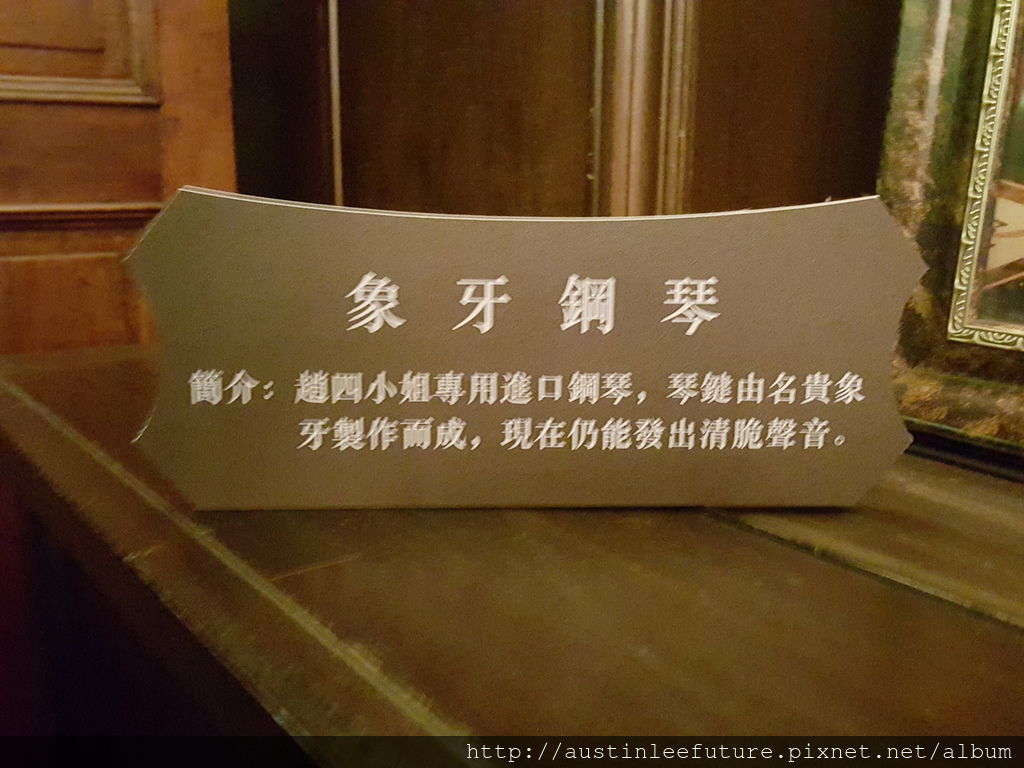 象牙鋼琴
簡介：趙四小姐專用進口鋼琴，琴鍵由名貴象
牙製作而成，現在仍能發出清脆聲音。
http://austinleefuture.pixnet.net/album